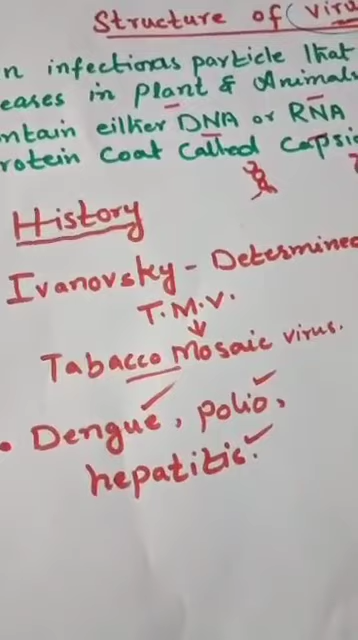 Structure of Viru
n infections particle that
eases in plant & Animals
ntain either DNA or RNA
rotein coat called Capsi
History
Ivanovsky - Determined
T.M.V.
Tabacco Mosaic virus.
• Dengue, polio,
hepatitis.